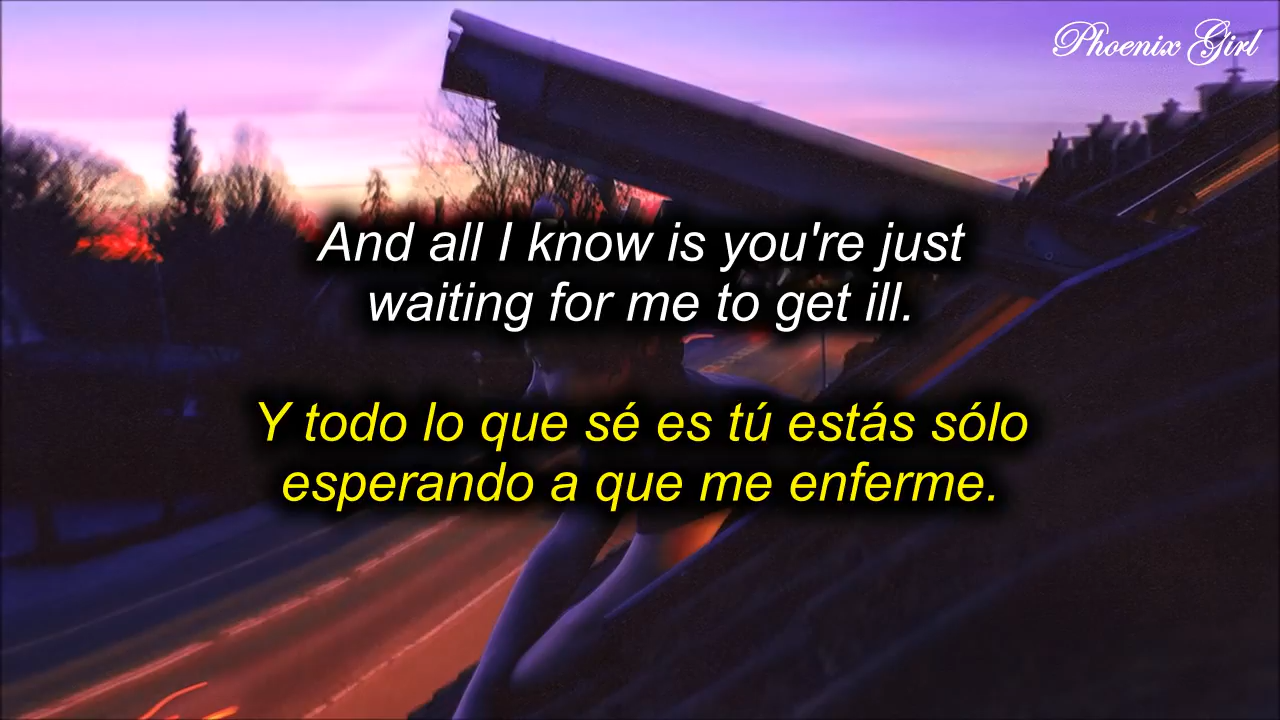 Phoenix Girl
And all I know is you're just
waiting for me to get ill.
Y todo lo que sé es tú estás sólo
esperando a que me enferme.